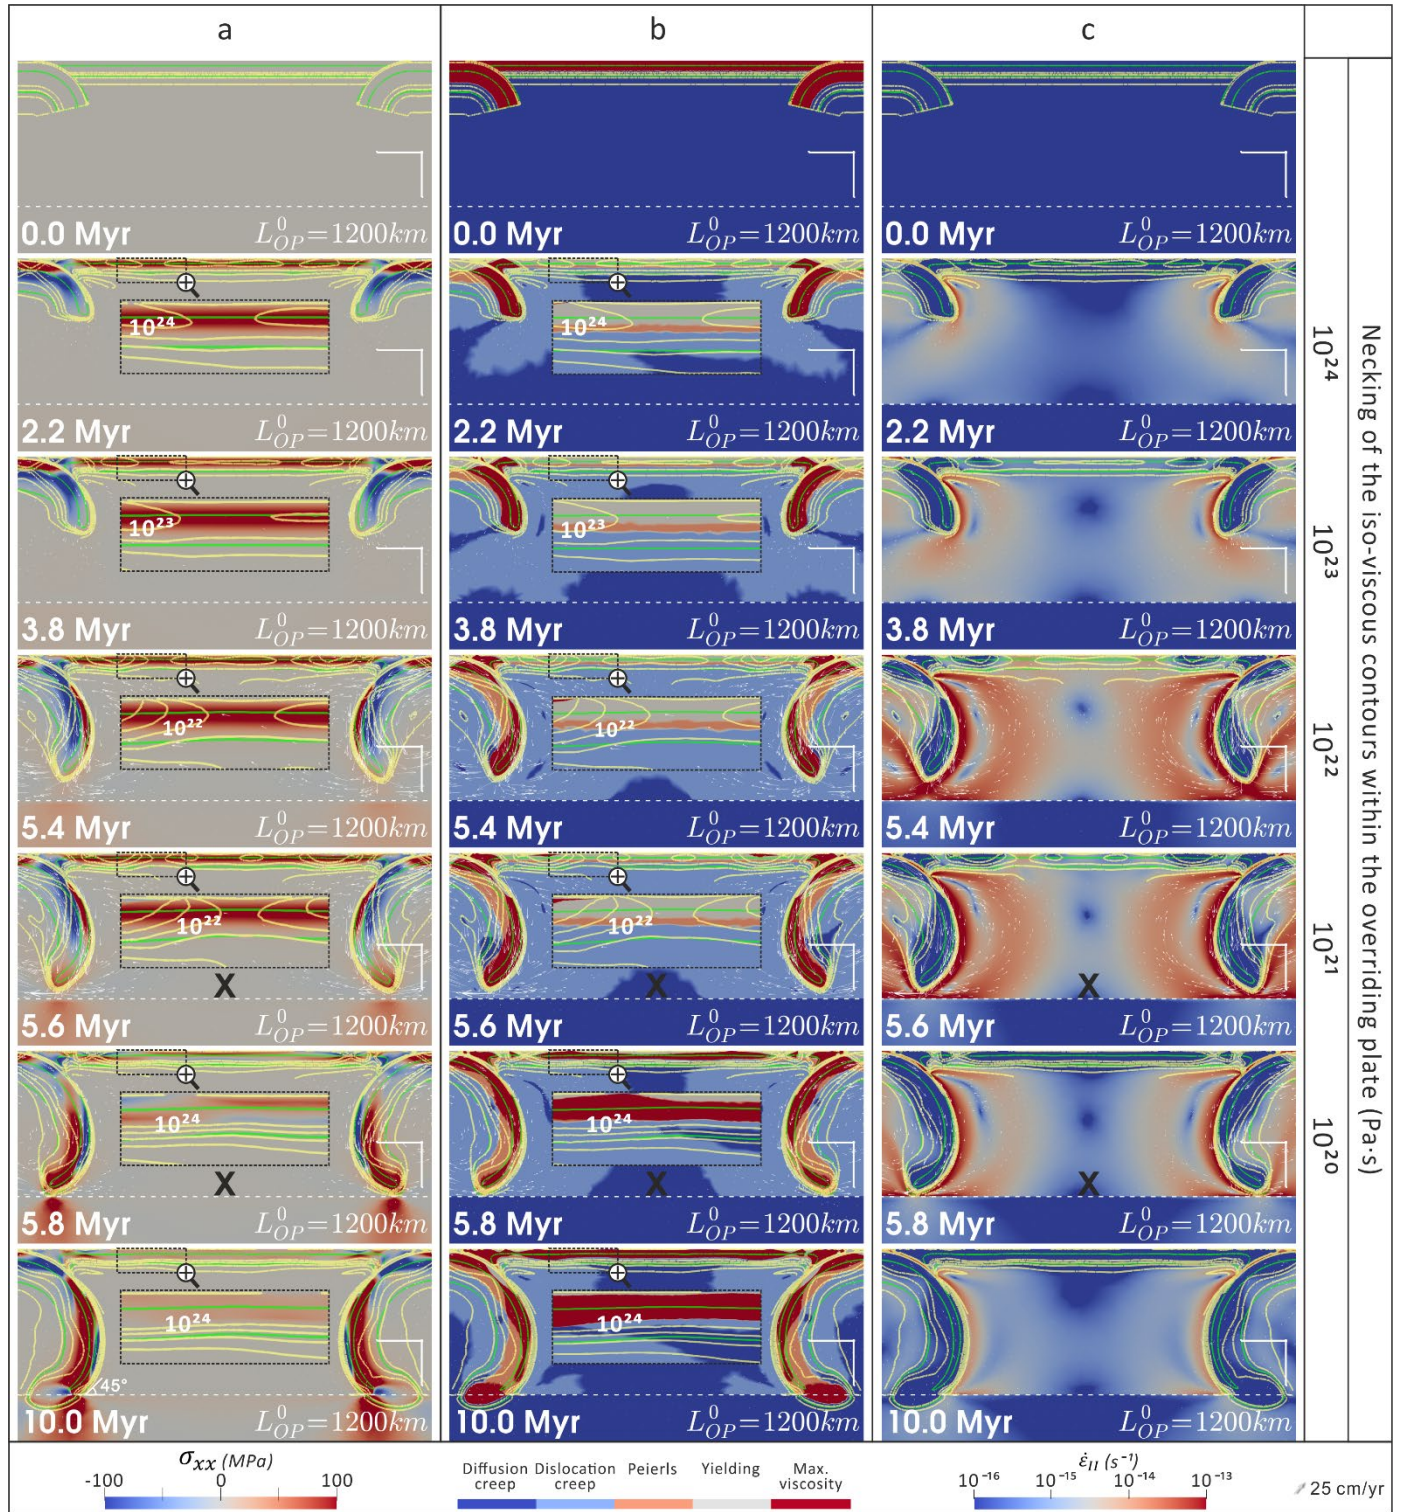 a
b
c
0.0 Myr
L⁰OP=1200km
0.0 Myr
L⁰OP=1200km
0.0 Myr
L⁰OP=1200km
10²⁴
2.2 Myr
L⁰OP=1200km
10²⁴
2.2 Myr
L⁰OP=1200km
2.2 Myr
L⁰OP=1200km
10²³
3.8 Myr
L⁰OP=1200km
10²³
3.8 Myr
L⁰OP=1200km
3.8 Myr
L⁰OP=1200km
10²²
5.4 Myr
L⁰OP=1200km
10²²
5.4 Myr
L⁰OP=1200km
5.4 Myr
L⁰OP=1200km
10²²
X
5.6 Myr
L⁰OP=1200km
10²²
X
5.6 Myr
L⁰OP=1200km
X
5.6 Myr
L⁰OP=1200km
10²⁴
X
5.8 Myr
L⁰OP=1200km
10²⁴
X
5.8 Myr
L⁰OP=1200km
X
5.8 Myr
L⁰OP=1200km
10²⁴
45°
10.0 Myr
L⁰OP=1200km
10²⁴
10.0 Myr
L⁰OP=1200km
10.0 Myr
L⁰OP=1200km
10²⁴
10²³
10²²
10²¹
10²⁰
Necking of the iso-viscous contours within the overriding plate (Pa·s)
σxx (MPa)
-100 0 100
Diffusion creep
Dislocation creep
Peierls
Yielding
Max. viscosity
ε̇II (s⁻¹)
10⁻¹⁶ 10⁻¹⁵ 10⁻¹⁴ 10⁻¹³
25 cm/yr